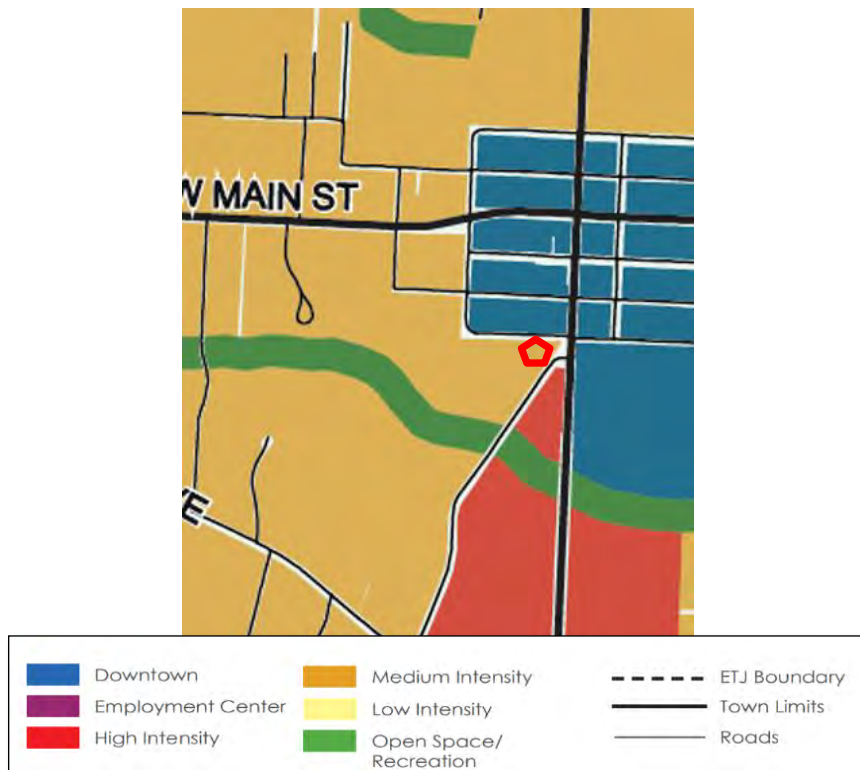 W MAIN ST
VE
Downtown
Employment Center
High Intensity
Medium Intensity
Low Intensity
Open Space/
Recreation
ETJ Boundary
Town Limits
Roads